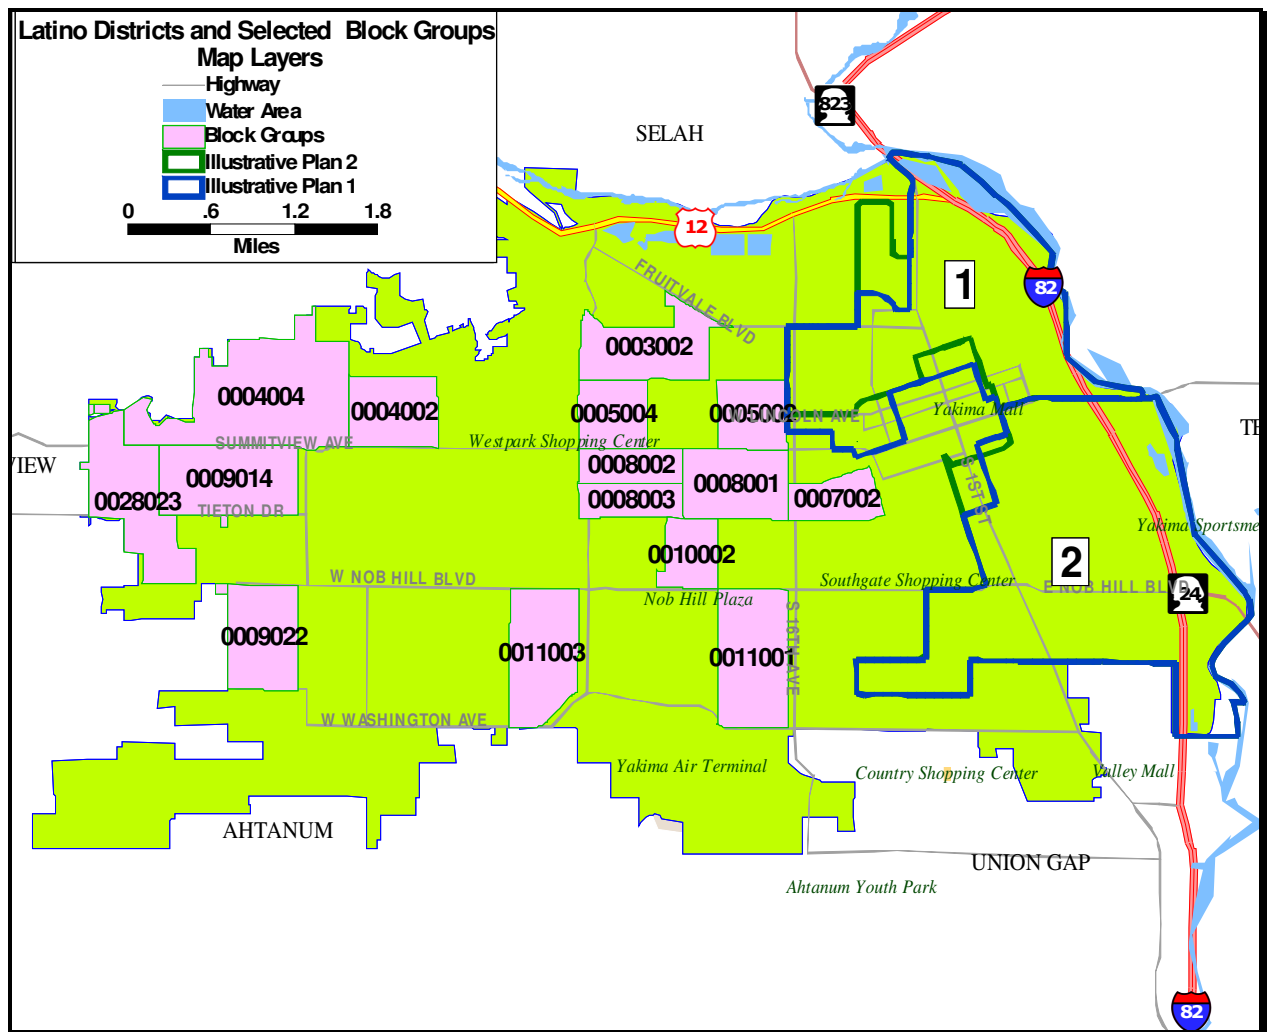 Latino Districts and Selected Block Groups
Map Layers
Highway
Water Area
Block Groups
Illustrative Plan 2
Illustrative Plan 1
0 .6 1.2 1.8
Miles
823
SELAH
12
FRUITVALE BLVD
1
82
0003002
0004004
0004002
0005004
0005002
W LINCOLN AVE
Yakima Mall
SUMMITVIEW AVE
Westpark Shopping Center
TE
VIEW
0008002
0009014
0008001
0028023
0008003
0007002
S 1ST ST
TIETON DR
Yakima Sportsme
0010002
2
W NOB HILL BLVD
Southgate Shopping Center
E NOB HILL BLVD
24
Nob Hill Plaza
0009022
0011003
0011001
S 16TH AVE
W WASHINGTON AVE
Yakima Air Terminal
Country Shopping Center
Valley Mall
AHTANUM
UNION GAP
Ahtanum Youth Park
82